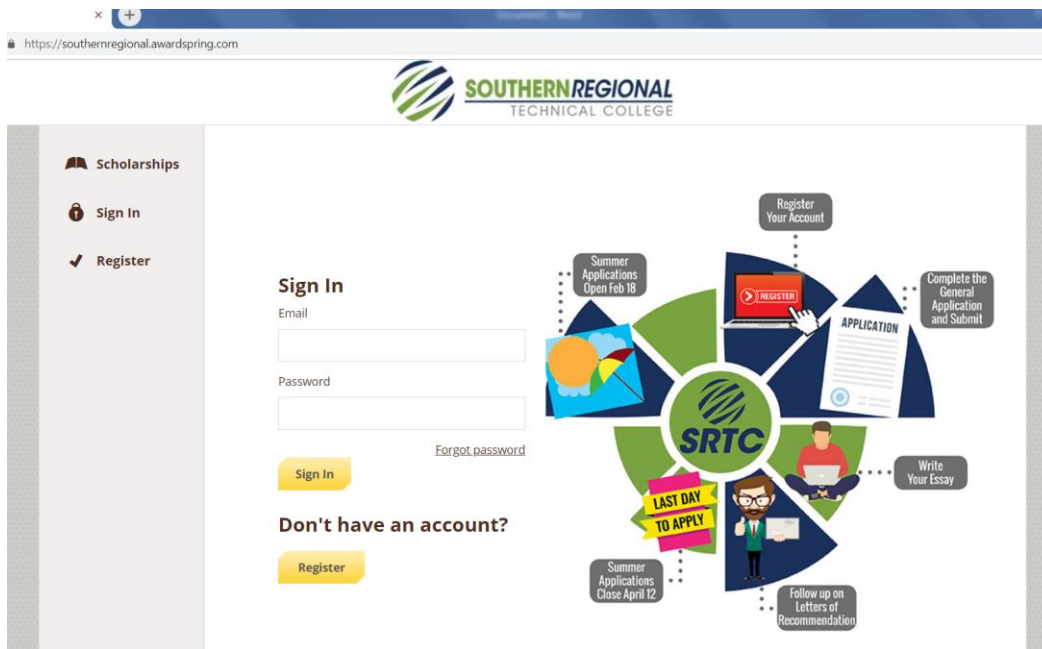 https://southernregional.awardspring.com
SOUTHERN REGIONAL
TECHNICAL COLLEGE
Scholarships
Sign In
Register
Sign In
Email
Password
Forgot password
Sign In
Don't have an account?
Register
Register
Your Account
REGISTER
Complete the
General
Application
and Submit
APPLICATION
Write
Your Essay
Follow up on
Letters of
Recommendation
Summer
Applications
Close April 12
LAST DAY
TO APPLY
Summer
Applications
Open Feb 18
SRTC